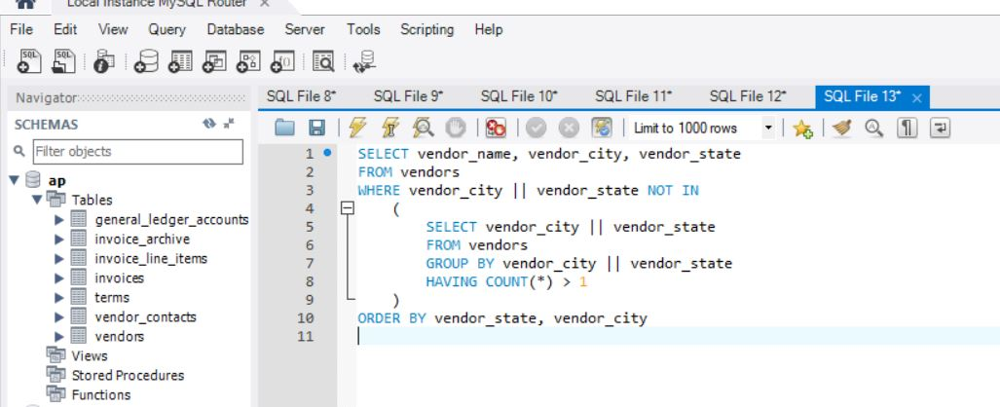 Local Instance MySQL Router ×
File Edit View Query Database Server Tools Scripting Help
Navigator
SCHEMAS
Filter objects
ap
Tables
general_ledger_accounts
invoice_archive
invoice_line_items
invoices
terms
vendor_contacts
vendors
Views
Stored Procedures
Functions
SQL File 8* SQL File 9* SQL File 10* SQL File 11* SQL File 12* SQL File 13* ×
Limit to 1000 rows
1 SELECT vendor_name, vendor_city, vendor_state
2 FROM vendors
3 WHERE vendor_city || vendor_state NOT IN
4 (
5 SELECT vendor_city || vendor_state
6 FROM vendors
7 GROUP BY vendor_city || vendor_state
8 HAVING COUNT(*) > 1
9 )
10 ORDER BY vendor_state, vendor_city
11